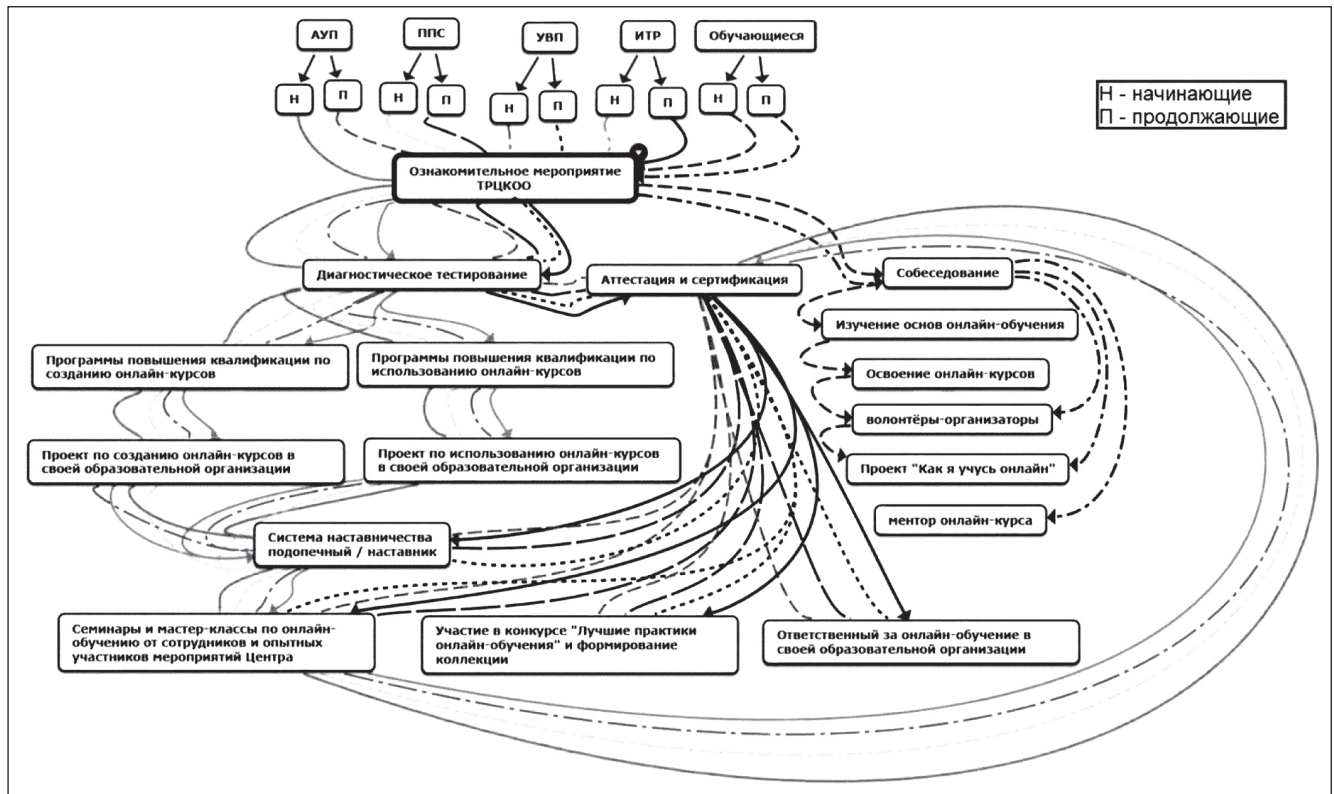 АУП
ППС
УВП
ИТР
Обучающиеся
Н
П
Н
П
Н
П
Н
П
Н
П
Н - начинающие
П - продолжающие
Ознакомительное мероприятие
ТРЦКОО
Диагностическое тестирование
Аттестация и сертификация
Собеседование
Изучение основ онлайн-обучения
Программы повышения квалификации по
созданию онлайн-курсов
Программы повышения квалификации по
использованию онлайн-курсов
Освоение онлайн-курсов
волонтёры-организаторы
Проект по созданию онлайн-курсов в
своей образовательной организации
Проект по использованию онлайн-курсов
в своей образовательной организации
Проект "Как я учусь онлайн"
ментор онлайн-курса
Система наставничества
подопечный / наставник
Семинары и мастер-классы по онлайн-
обучению от сотрудников и опытных
участников мероприятий Центра
Участие в конкурсе "Лучшие практики
онлайн-обучения" и формирование
коллекции
Ответственный за онлайн-обучение в
своей образовательной организации